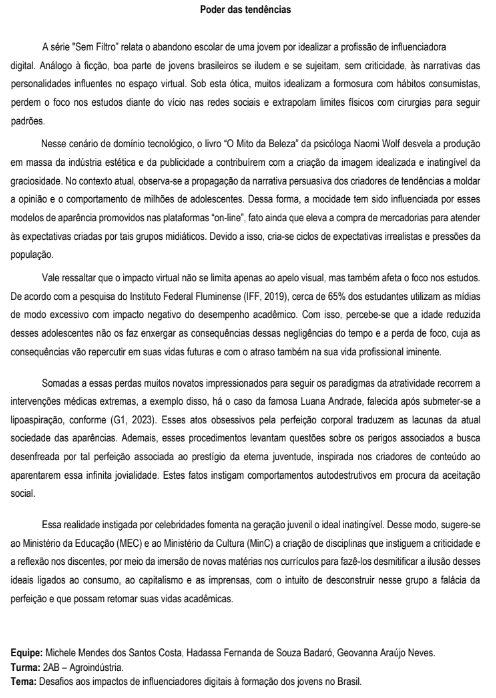 Poder das tendências
A série "Sem Filtro" relata o abandono escolar de uma jovem por idealizar a profissão de influenciadora
digital. Análogo à ficção, boa parte de jovens brasileiros se iludem e se sujeitam, sem criticidade, às narrativas das
personalidades influentes no espaço virtual. Sob esta ótica, muitos idealizam a formosura com hábitos consumistas,
perdem o foco nos estudos diante do vício nas redes sociais e extrapolam limites físicos com cirurgias para seguir
padrões.
Nesse cenário de domínio tecnológico, o livro "O Mito da Beleza" da psicóloga Naomi Wolf desvela a produção
em massa da indústria estética e da publicidade a contribuírem com a criação da imagem idealizada e inatingível da
graciosidade. No contexto atual, observa-se a propagação da narrativa persuasiva dos criadores de tendências a moldar
a opinião e o comportamento de milhões de adolescentes. Dessa forma, a mocidade tem sido influenciada por esses
modelos de aparência promovidos nas plataformas "on-line", fato ainda que eleva a compra de mercadorias para atender
às expectativas criadas por tais grupos midiáticos. Devido a isso, cria-se ciclos de expectativas irrealistas e pressões da
população.
Vale ressaltar que o impacto virtual não se limita apenas ao apelo visual, mas também afeta o foco nos estudos.
De acordo com a pesquisa do Instituto Federal Fluminense (IFF, 2019), cerca de 65% dos estudantes utilizam as mídias
de modo excessivo com impacto negativo do desempenho acadêmico. Com isso, percebe-se que a idade reduzida
desses adolescentes não os faz enxergar as consequências dessas negligências do tempo e a perda de foco, cuja as
consequências vão repercutir em suas vidas futuras e com o atraso também na sua vida profissional iminente.
Somadas a essas perdas muitos novatos impressionados para seguir os paradigmas da atratividade recorrem a
intervenções médicas extremas, a exemplo disso, há o caso da famosa Luana Andrade, falecida após submeter-se a
lipoaspiração, conforme (G1, 2023). Esses atos obsessivos pela perfeição corporal traduzem as lacunas da atual
sociedade das aparências. Ademais, esses procedimentos levantam questões sobre os perigos associados a busca
desenfreada por tal perfeição associada ao prestígio da eterna juventude, inspirada nos criadores de conteúdo ao
aparentarem essa infinita jovialidade. Estes fatos instigam comportamentos autodestrutivos em procura da aceitação
social.
Essa realidade instigada por celebridades fomenta na geração juvenil o ideal inatingível. Desse modo, sugere-se
ao Ministério da Educação (MEC) e ao Ministério da Cultura (MinC) a criação de disciplinas que instiguem a criticidade e
a reflexão nos discentes, por meio da imersão de novas matérias nos currículos para fazê-los desmitificar a ilusão desses
ideais ligados ao consumo, ao capitalismo e as imprensas, com o intuito de desconstruir nesse grupo a falácia da
perfeição e que possam retomar suas vidas acadêmicas.
Equipe: Michele Mendes dos Santos Costa, Hadassa Fernanda de Souza Badaró, Geovanna Araújo Neves.
Turma: 2AB – Agroindústria.
Tema: Desafios aos impactos de influenciadores digitais à formação dos jovens no Brasil.